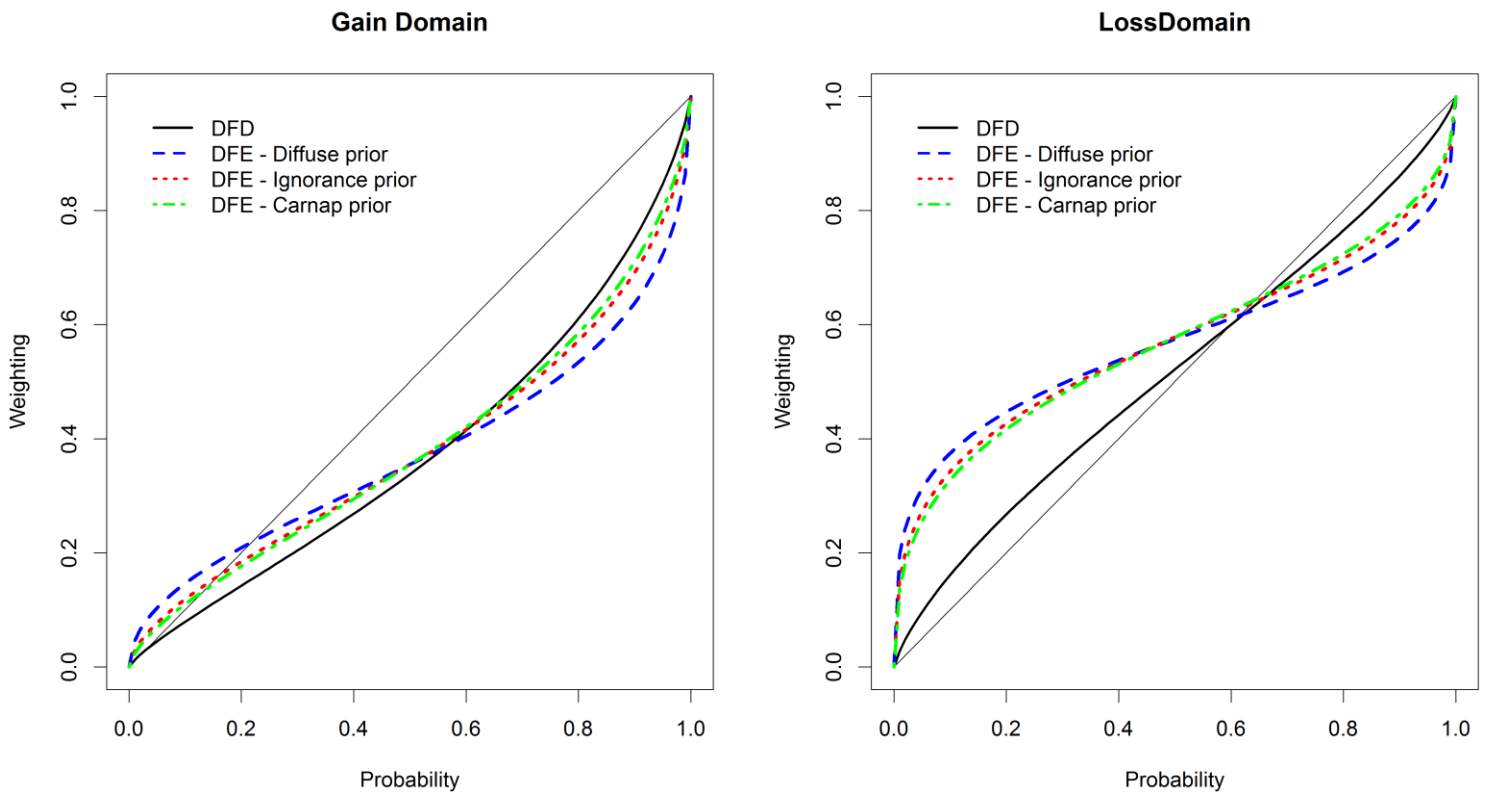 Gain Domain
1.0
0.8
0.6
0.4
0.2
0.0
Weighting
DFD
DFE - Diffuse prior
DFE - Ignorance prior
DFE - Carnap prior
0.0 0.2 0.4 0.6 0.8 1.0
Probability
LossDomain
1.0
0.8
0.6
0.4
0.2
0.0
Weighting
DFD
DFE - Diffuse prior
DFE - Ignorance prior
DFE - Carnap prior
0.0 0.2 0.4 0.6 0.8 1.0
Probability